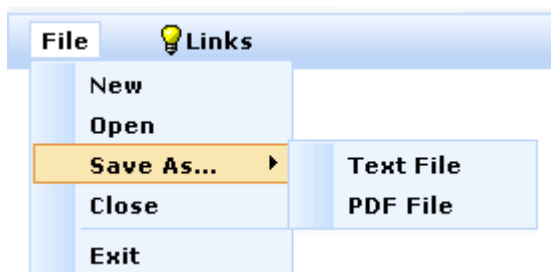 File Links
New
Open
Save As... Text File
Close PDF File
Exit